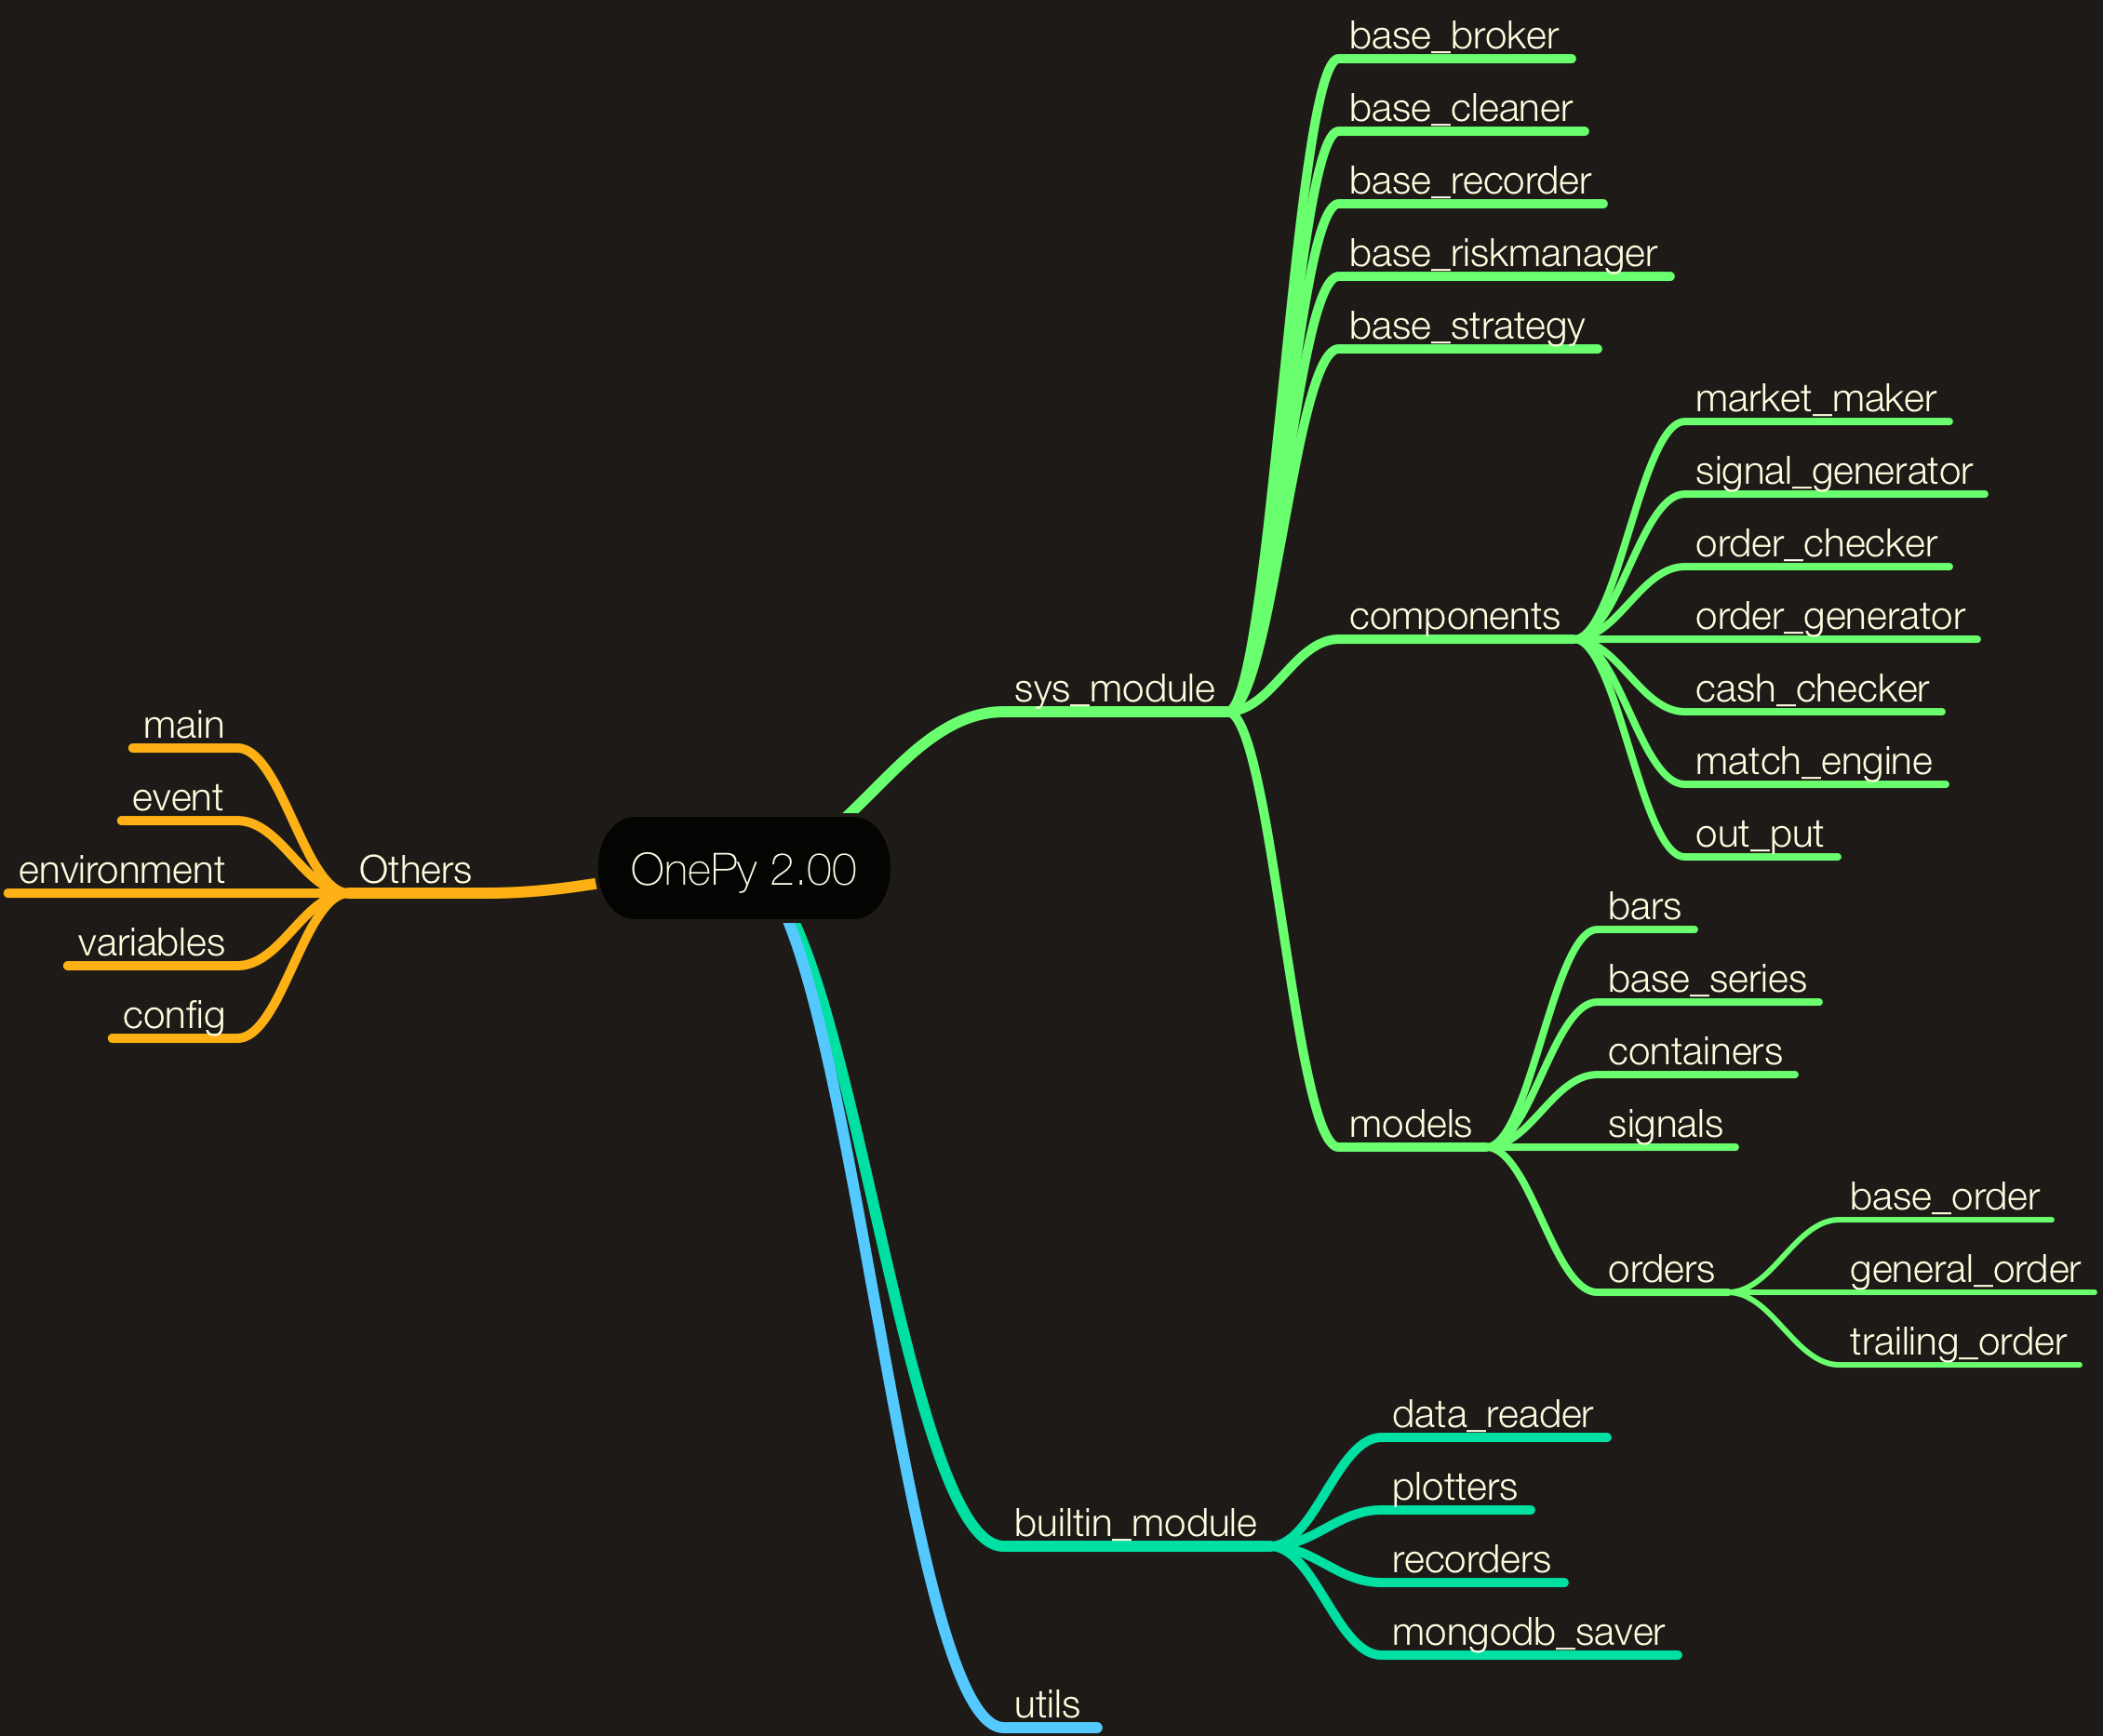 OnePy 2.00
sys_module
base_broker
base_cleaner
base_recorder
base_riskmanager
base_strategy
components
market_maker
signal_generator
order_checker
order_generator
cash_checker
match_engine
out_put
models
bars
base_series
containers
signals
orders
base_order
general_order
trailing_order
builtin_module
data_reader
plotters
recorders
mongodb_saver
utils
Others
main
event
environment
variables
config